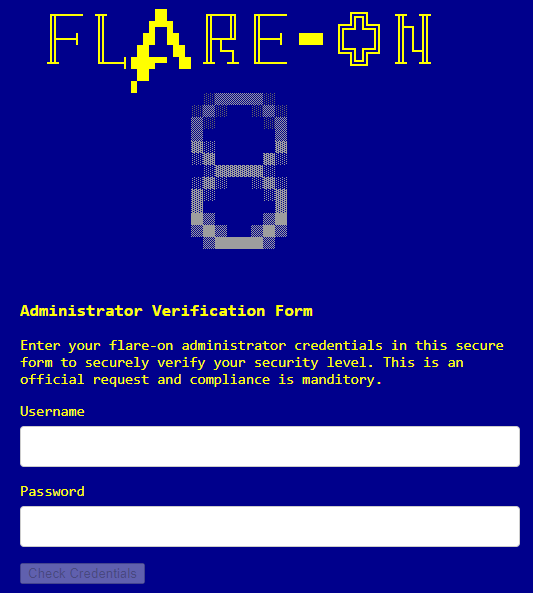 FLARE-ON
8
Administrator Verification Form
Enter your flare-on administrator credentials in this secure
form to securely verify your security level. This is an
official request and compliance is manditory.
Username
Password
Check Credentials